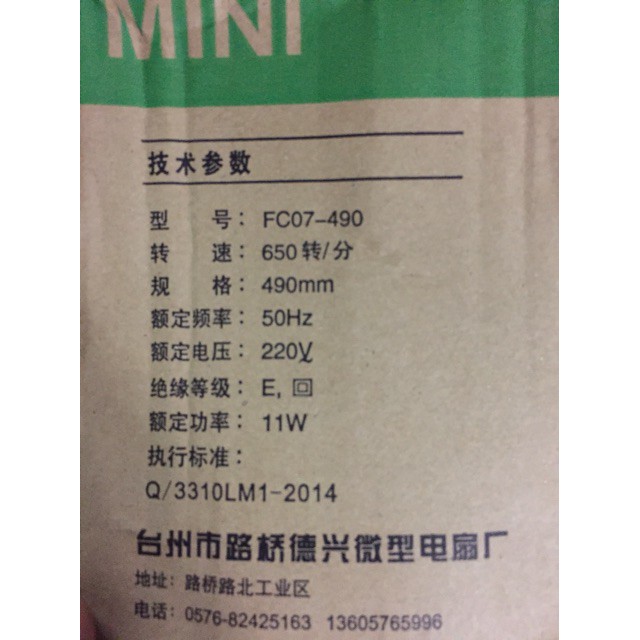 MINI
技术参数
型 号：FC07-490
转 速：650转/分
规 格：490mm
额定频率：50Hz
额定电压：220V
绝缘等级：E, 回
额定功率：11W
执行标准：
Q/3310LM1-2014
台州市路桥德兴微型电扇厂
地址：路桥路北工业区
电话：0576-82425163 13605765996